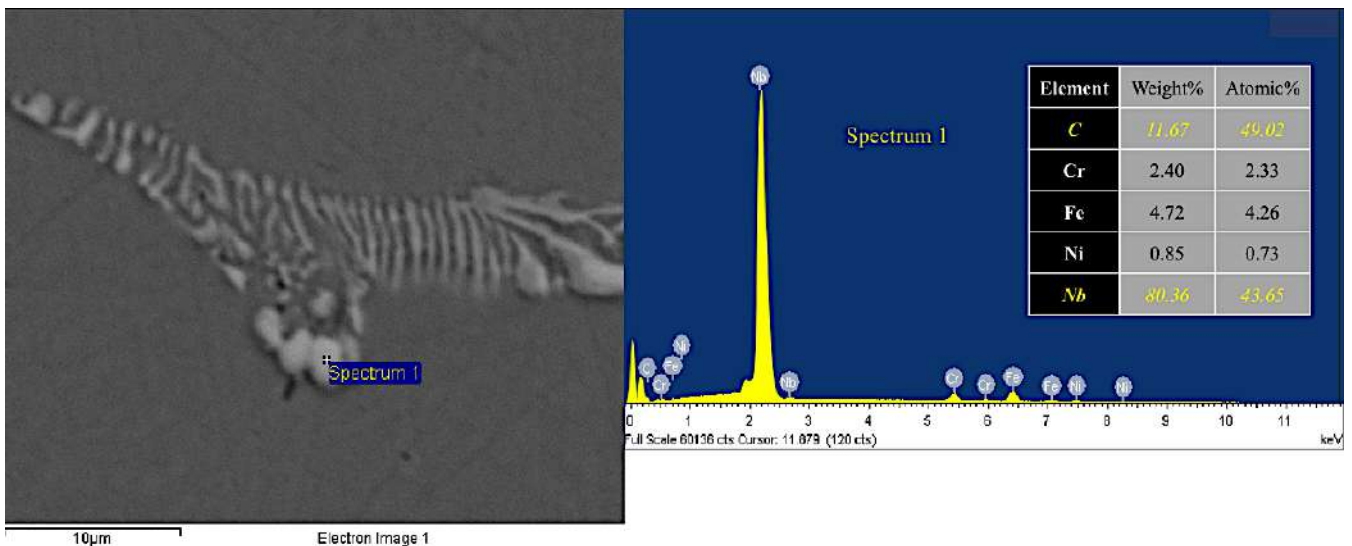 Spectrum 1
10µm
Electron Image 1
Nb
Spectrum 1
Ni
C
Fe
Cr
Nb
Cr
Cr
Fe
Fe
Ni
Ni
0 1 2 3 4 5 6 7 8 9 10 11
Full Scale 60136 cts Cursor: 11.879 (120 cts)
keV
Element Weight% Atomic%
C 11.67 49.02
Cr 2.40 2.33
Fe 4.72 4.26
Ni 0.85 0.73
Nb 80.36 43.65